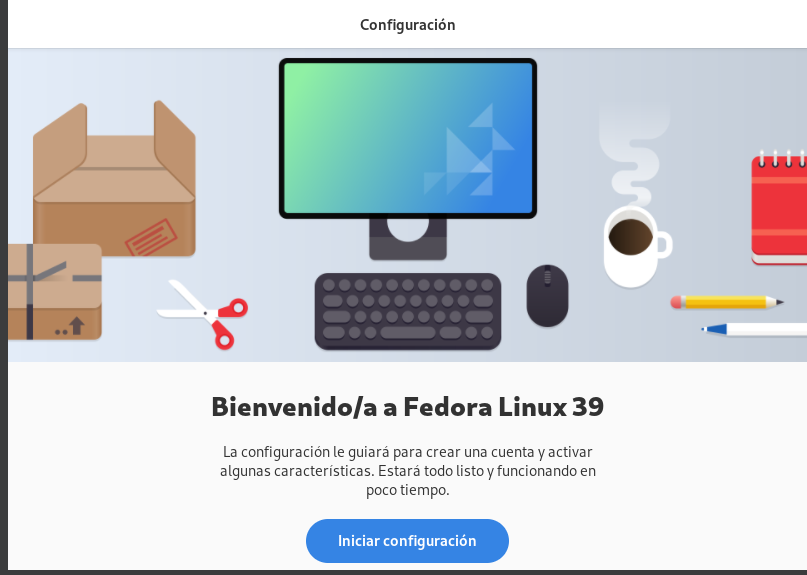 Configuración
Bienvenido/a a Fedora Linux 39
La configuración le guiará para crear una cuenta y activar
algunas características. Estará todo listo y funcionando en
poco tiempo.
Iniciar configuración